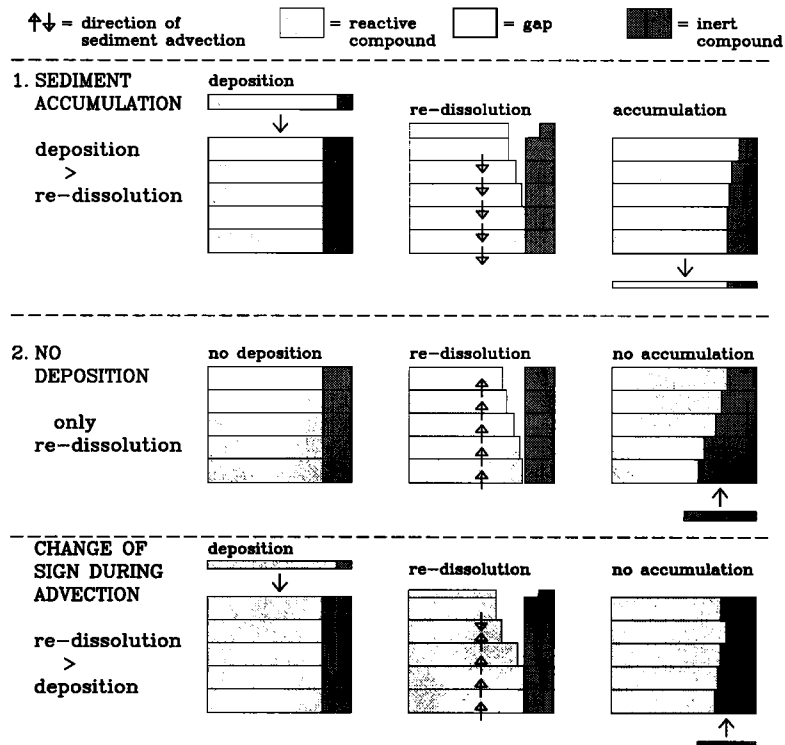 = direction of
sediment advection
= reactive
compound
= gap
= inert
compound
1. SEDIMENT
ACCUMULATION
deposition
>
re-dissolution
deposition
re-dissolution
accumulation
2. NO
DEPOSITION
only
re-dissolution
no deposition
re-dissolution
no accumulation
CHANGE OF
SIGN DURING
ADVECTION
re-dissolution
>
deposition
deposition
re-dissolution
no accumulation